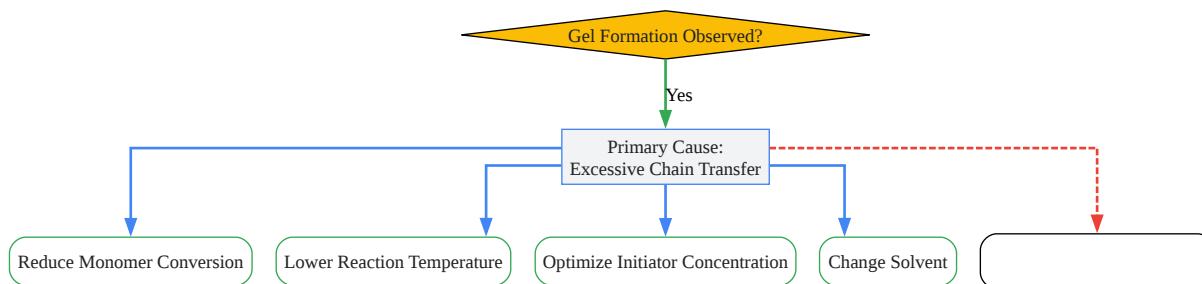 Gel Formation Observed?
Yes
Primary Cause:
Excessive Chain Transfer
Reduce Monomer Conversion
Lower Reaction Temperature
Optimize Initiator Concentration
Change Solvent